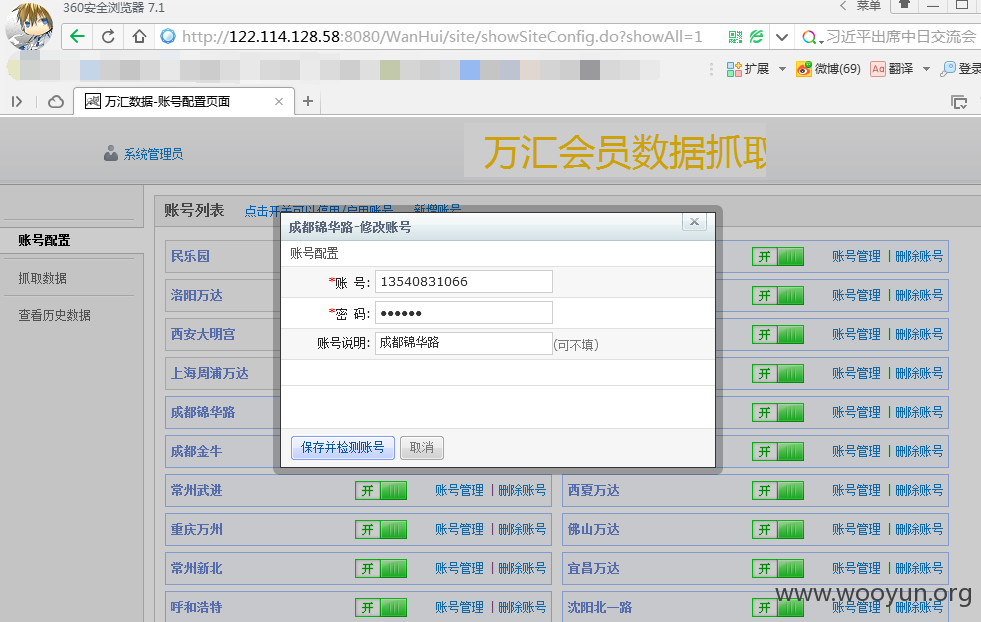 360安全浏览器 7.1
菜单
http://122.114.128.58:8080/WanHui/site/showSiteConfig.do?showAll=1
习近平出席中日交流会
扩展 微博(69) Aa 翻译 登录
万汇数据-账号配置页面
系统管理员
万汇会员数据抓取
账号列表 点击开关可以停用/启用账号 新增账号
账号配置
抓取数据
查看历史数据
成都锦华路-修改账号
账号配置
*账 号: 13540831066
*密 码: ●●●●●●
账号说明: 成都锦华路 (可不填)
保存并检测账号 取消
民乐园 开 账号管理 | 删除账号
洛阳万达 开 账号管理 | 删除账号
西安大明宫 开 账号管理 | 删除账号
上海周浦万达 开 账号管理 | 删除账号
成都锦华路 开 账号管理 | 删除账号
成都金牛 开 账号管理 | 删除账号
常州武进 开 账号管理 | 删除账号 西夏万达 开 账号管理 | 删除账号
重庆万州 开 账号管理 | 删除账号 佛山万达 开 账号管理 | 删除账号
常州新北 开 账号管理 | 删除账号 宜昌万达 开 账号管理 | 删除账号
呼和浩特 开 账号管理 | 删除账号 沈阳北一路 开 账号管理 | 删除账号
www.wooyun.org